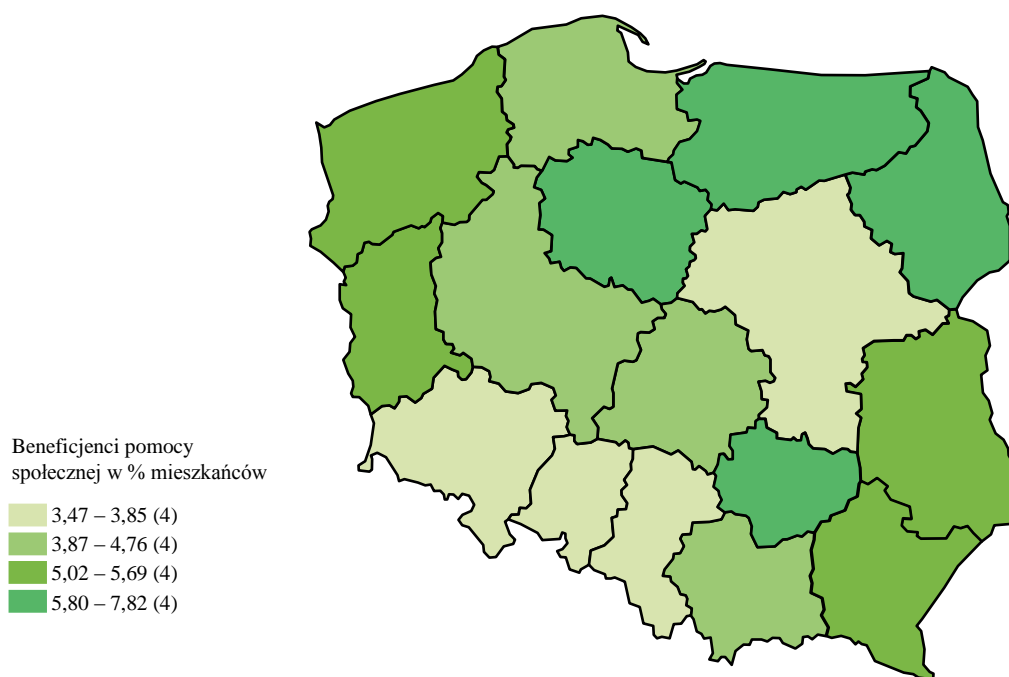 Beneficjenci pomocy
społecznej w % mieszkańców
3,47 – 3,85 (4)
3,87 – 4,76 (4)
5,02 – 5,69 (4)
5,80 – 7,82 (4)